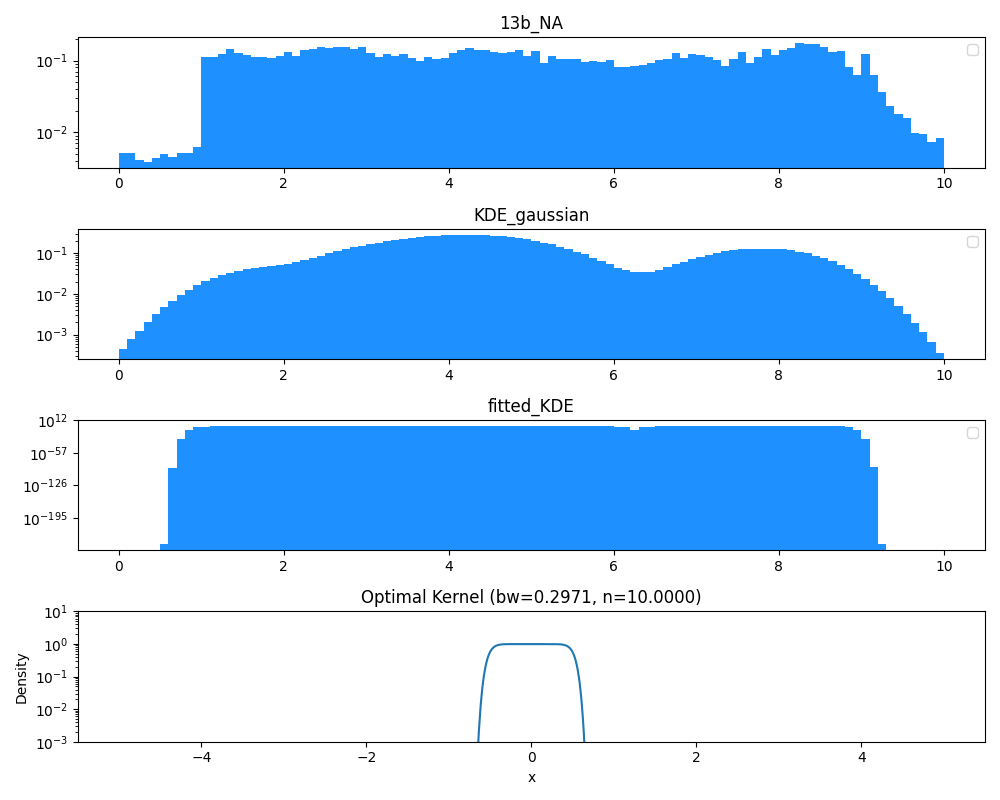 13b_NA
10⁻¹
10⁻²
0 2 4 6 8 10
KDE_gaussian
10⁻¹
10⁻²
10⁻³
0 2 4 6 8 10
fitted_KDE
10¹²
10⁻⁵⁷
10⁻¹²⁶
10⁻¹⁹⁵
0 2 4 6 8 10
Optimal Kernel (bw=0.2971, n=10.0000)
10¹
10⁰
10⁻¹
10⁻²
10⁻³
Density
−4 −2 0 2 4
x